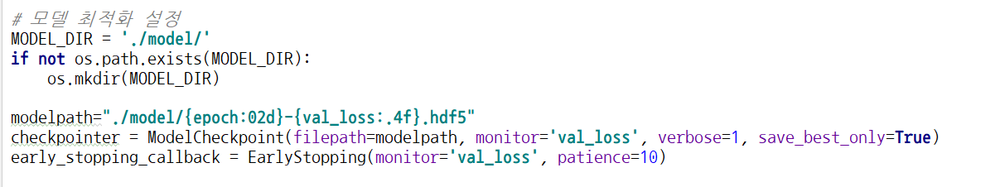 # 모델 최적화 설정
MODEL_DIR = './model/'
if not os.path.exists(MODEL_DIR):
    os.mkdir(MODEL_DIR)

modelpath="./model/{epoch:02d}-{val_loss:.4f}.hdf5"
checkpointer = ModelCheckpoint(filepath=modelpath, monitor='val_loss', verbose=1, save_best_only=True)
early_stopping_callback = EarlyStopping(monitor='val_loss', patience=10)